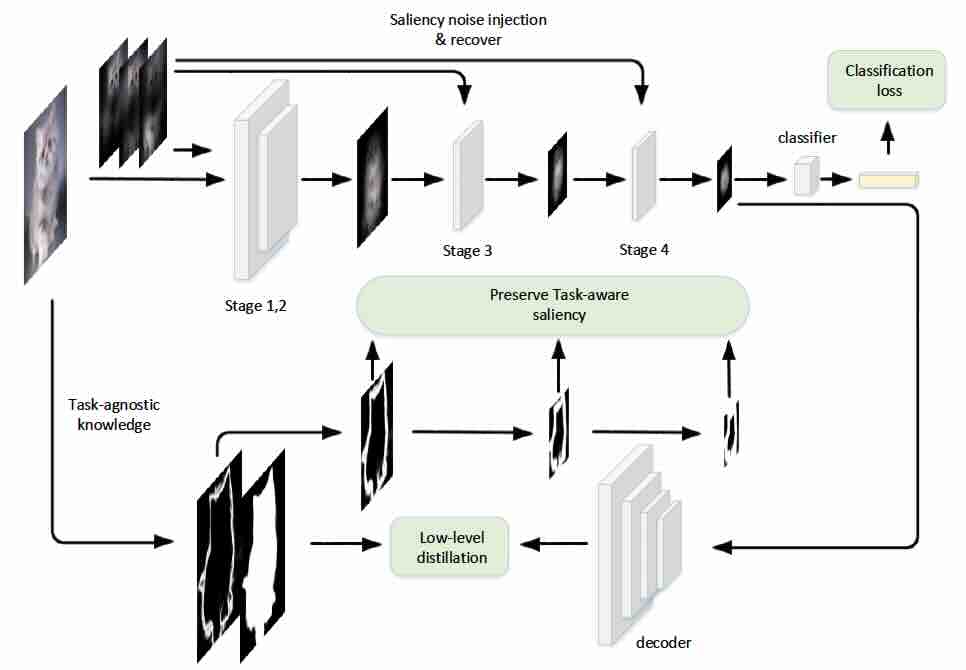 Saliency noise injection
& recover
Classification
loss
classifier
Stage 3
Stage 4
Stage 1,2
Preserve Task-aware
saliency
Task-agnostic
knowledge
Low-level
distillation
decoder